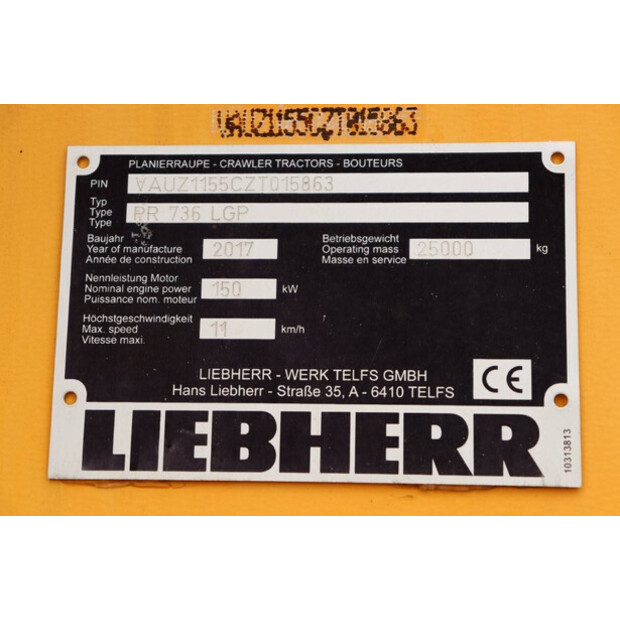 VAUZ1155CZT015863
PLANIERRAUPE - CRAWLER TRACTORS - BOUTEURS
PIN VAUZ1155CZT015863
Typ
Type PR 736 LGP
Type
Baujahr
Year of manufacture 2017
Année de construction
Betriebsgewicht
Operating mass 25000 kg
Masse en service
Nennleistung Motor
Nominal engine power 150 kW
Puissance nom. moteur
Höchstgeschwindigkeit
Max. speed 11 km/h
Vitesse maxi.
LIEBHERR - WERK TELFS GMBH
Hans Liebherr - Straße 35, A - 6410 TELFS
CE
LIEBHERR
10313813